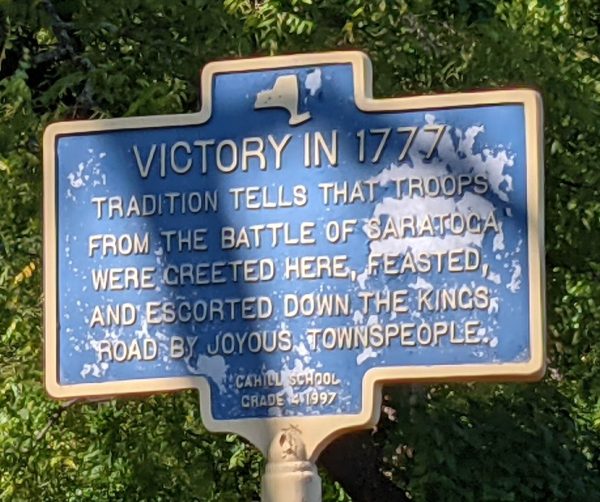 VICTORY IN 1777
TRADITION TELLS THAT TROOPS
FROM THE BATTLE OF SARATOGA
WERE GREETED HERE, FEASTED,
AND ESCORTED DOWN THE KINGS
ROAD BY JOYOUS TOWNSPEOPLE.
CAHILL SCHOOL
GRADE 4 1997